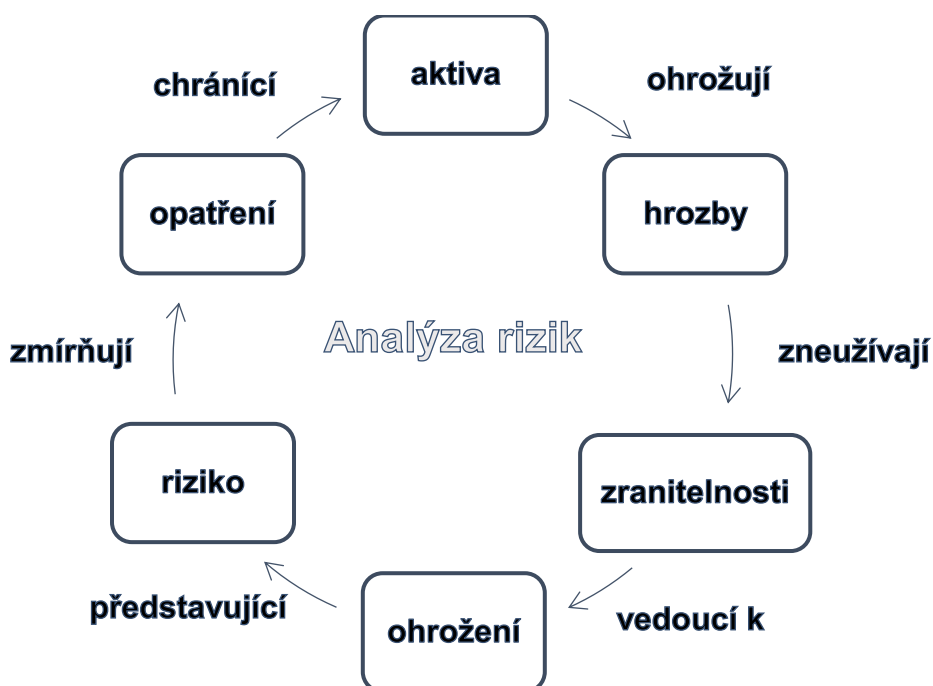 aktiva
ohrožují
hrozby
zneužívají
zranitelnosti
vedoucí k
ohrožení
představující
riziko
zmírňují
opatření
chránící
Analýza rizik